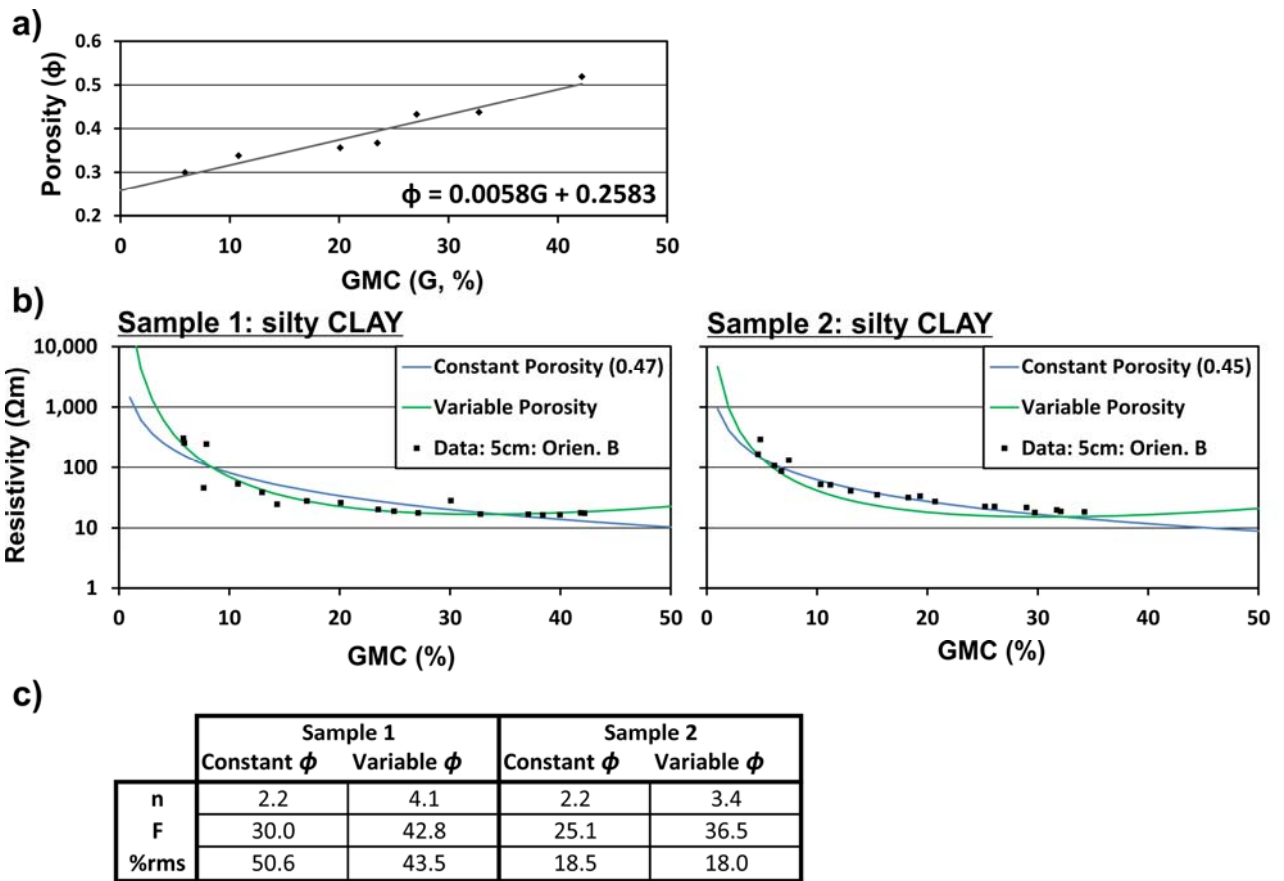 a)
Porosity (ϕ)
0.6
0.5
0.4
0.3
0.2
ϕ = 0.0058G + 0.2583
0 10 20 30 40 50
GMC (G, %)
b)
Sample 1: silty CLAY
Resistivity (Ωm)
10,000
1,000
100
10
1
Constant Porosity (0.47)
Variable Porosity
Data: 5cm: Orien. B
0 10 20 30 40 50
GMC (%)
Sample 2: silty CLAY
Constant Porosity (0.45)
Variable Porosity
Data: 5cm: Orien. B
0 10 20 30 40 50
GMC (%)
c)
Sample 1 Sample 2
Constant ϕ Variable ϕ Constant ϕ Variable ϕ
n 2.2 4.1 2.2 3.4
F 30.0 42.8 25.1 36.5
%rms 50.6 43.5 18.5 18.0